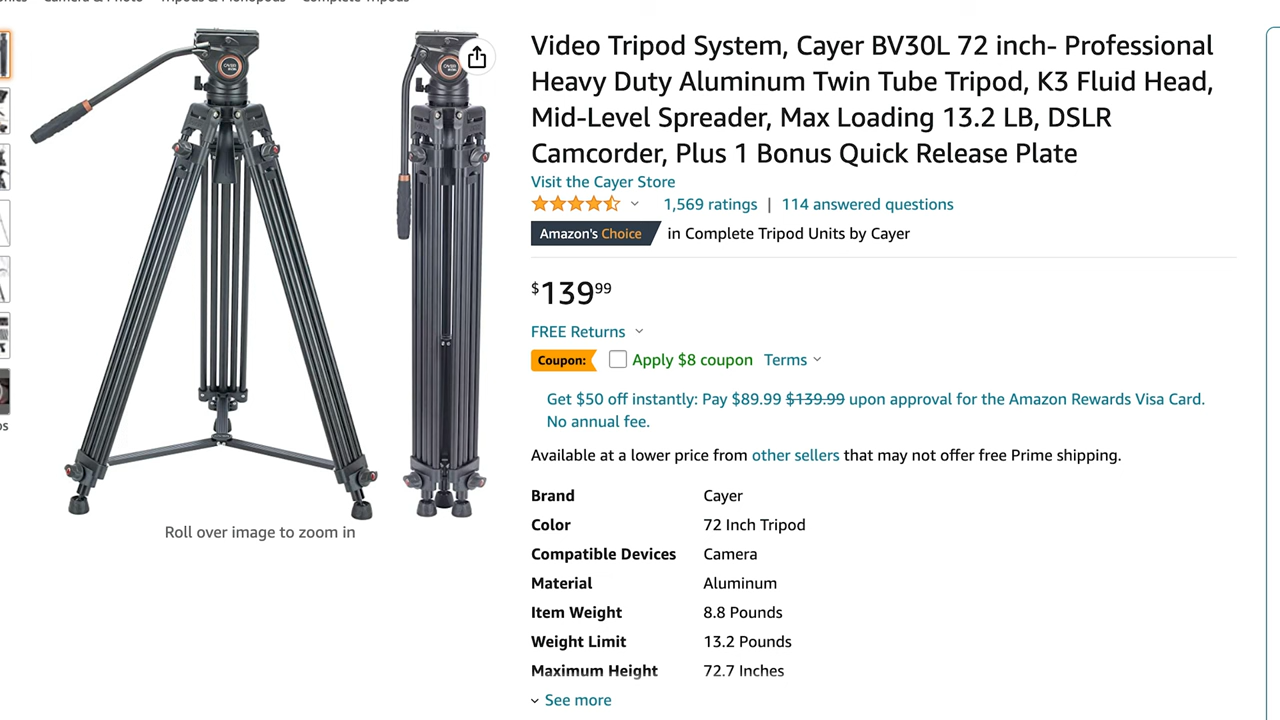 Video Tripod System, Cayer BV30L 72 inch- Professional
Heavy Duty Aluminum Twin Tube Tripod, K3 Fluid Head,
Mid-Level Spreader, Max Loading 13.2 LB, DSLR
Camcorder, Plus 1 Bonus Quick Release Plate
Visit the Cayer Store
1,569 ratings | 114 answered questions
Amazon's Choice in Complete Tripod Units by Cayer
$139.99
FREE Returns
Coupon: Apply $8 coupon Terms
Get $50 off instantly: Pay $89.99 $139.99 upon approval for the Amazon Rewards Visa Card.
No annual fee.
Available at a lower price from other sellers that may not offer free Prime shipping.
Brand Cayer
Color 72 Inch Tripod
Compatible Devices Camera
Material Aluminum
Item Weight 8.8 Pounds
Weight Limit 13.2 Pounds
Maximum Height 72.7 Inches
See more
Roll over image to zoom in